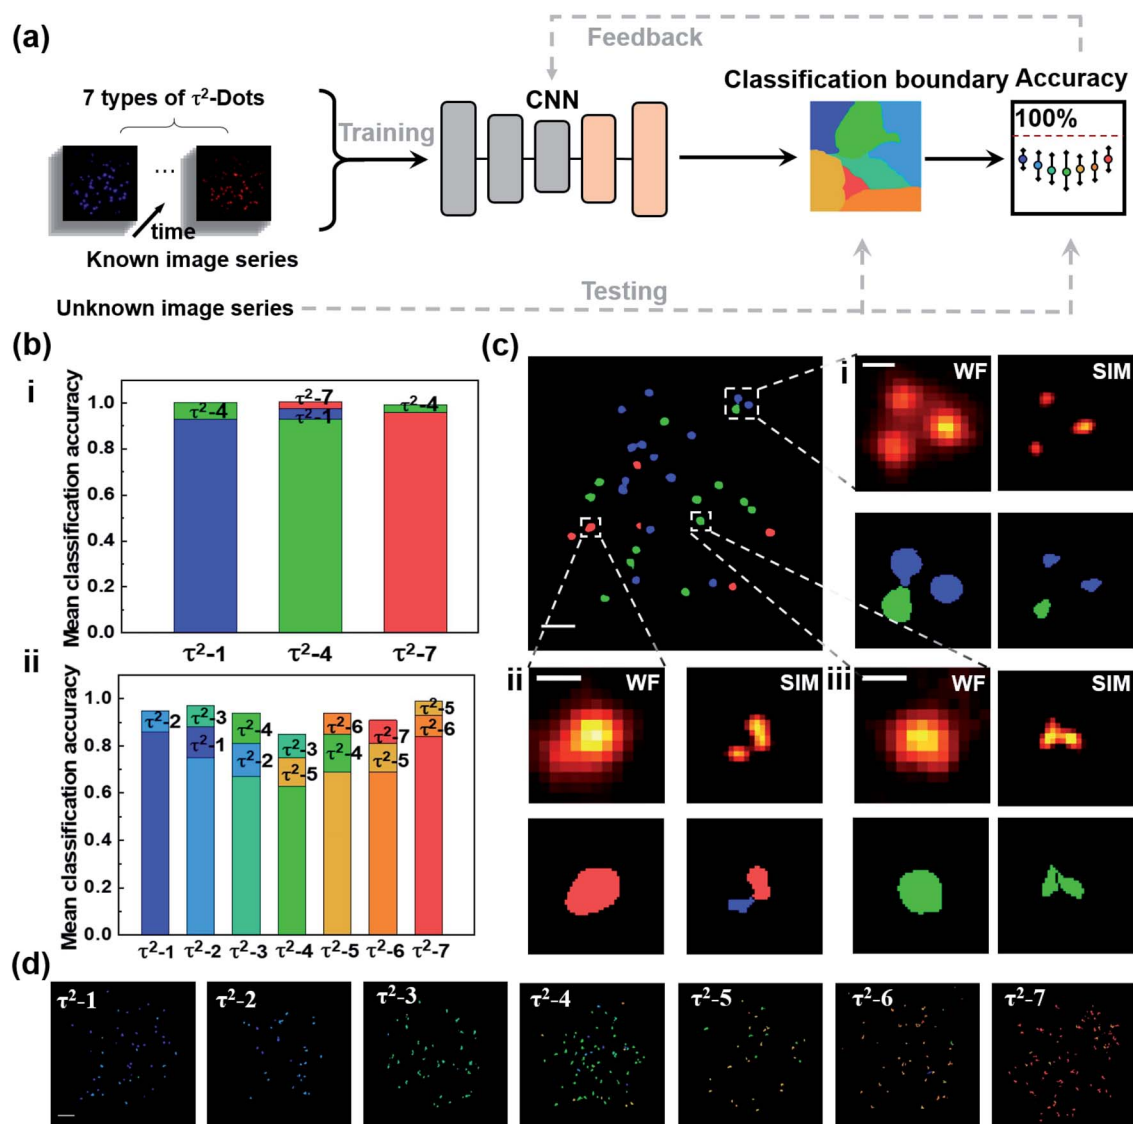 (a)
Feedback
7 types of τ²-Dots
Training
CNN
Classification boundary
Accuracy
100%
...
time
Known image series
Unknown image series
Testing
(b)
i
Mean classification accuracy
1.0
0.8
0.6
0.4
0.2
0.0
τ²-4
τ²-7
τ²-1
τ²-4
τ²-1
τ²-4
τ²-7
ii
Mean classification accuracy
1.0
0.8
0.6
0.4
0.2
0.0
τ²-2
τ²-3
τ²-1
τ²-4
τ²-2
τ²-3
τ²-5
τ²-6
τ²-4
τ²-7
τ²-5
τ²-5
τ²-6
τ²-1
τ²-2
τ²-3
τ²-4
τ²-5
τ²-6
τ²-7
(c)
i
WF
SIM
ii
WF
SIM
iii
WF
SIM
(d)
τ²-1
τ²-2
τ²-3
τ²-4
τ²-5
τ²-6
τ²-7